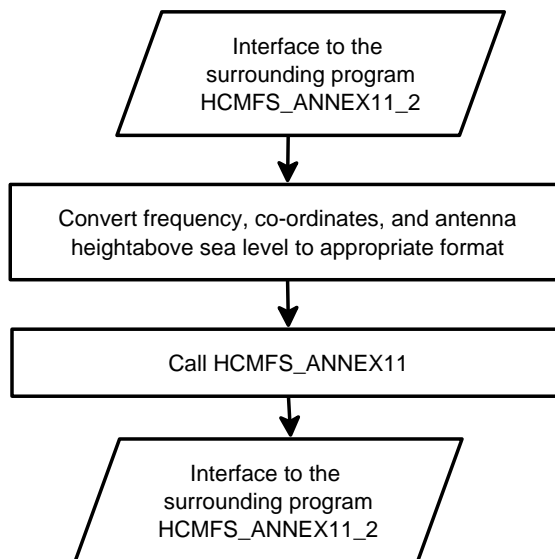 Interface to the
surrounding program
HCMFS_ANNEX11_2
Convert frequency, co-ordinates, and antenna
heightabove sea level to appropriate format
Call HCMFS_ANNEX11
Interface to the
surrounding program
HCMFS_ANNEX11_2